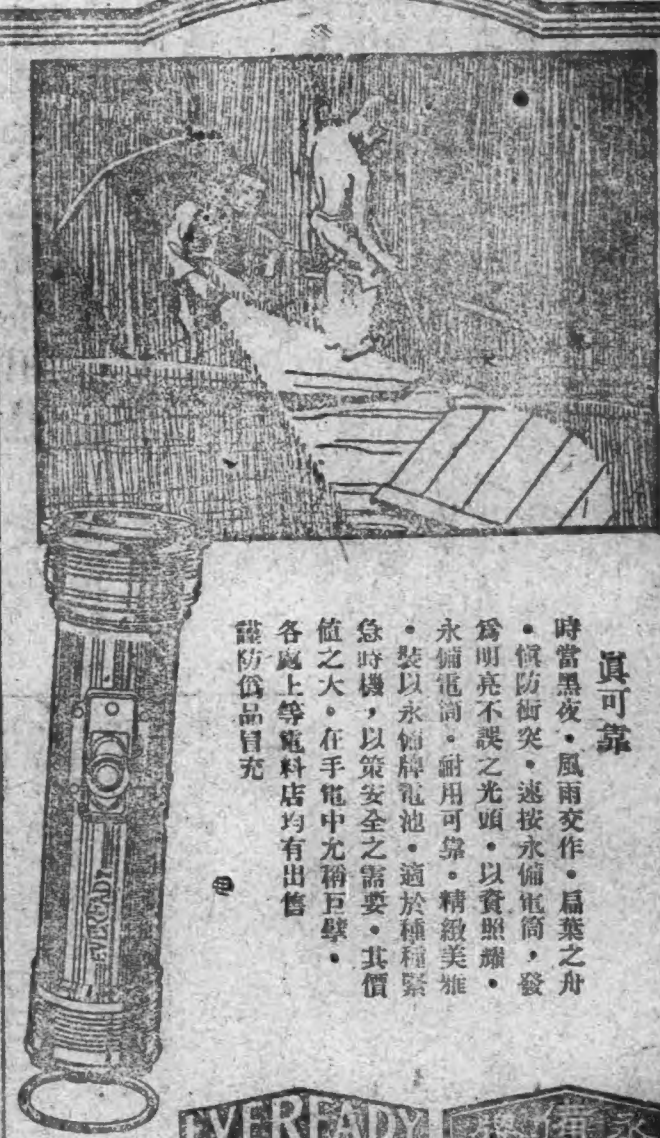 眞可靠
時當黑夜・風雨交作・扁葉之舟
・愼防衝突・速按永備電筒，發
爲明亮不誤之光頭・以資照耀・
永備電筒・耐用可靠・精緻美雅
・裝以永備牌電池・適於種種緊
急時機，以策安全之需要・其價
值之大・在手電中尤稱巨擘・
各處上等電料店均有出售
謹防僞品冒充
EVEREADY
EVEREADY
永備牌